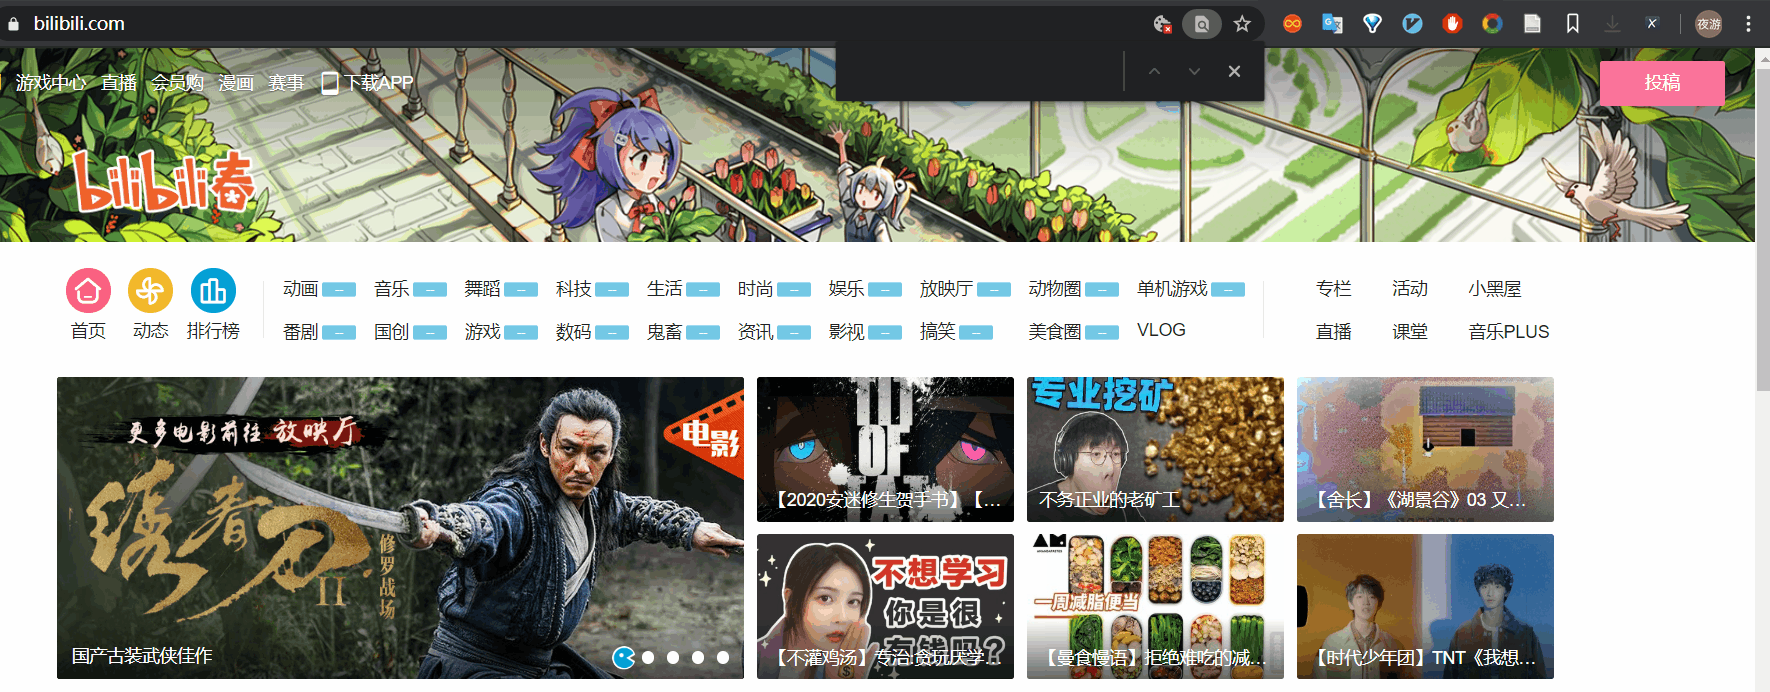 bilibili.com
夜游
游戏中心 直播 会员购 漫画 赛事 下载APP
投稿
bilibili春
首页 动态 排行榜
动画 音乐 舞蹈 科技 生活 时尚 娱乐 放映厅 动物圈 单机游戏
番剧 国创 游戏 数码 鬼畜 资讯 影视 搞笑 美食圈 VLOG
专栏 活动 小黑屋
直播 课堂 音乐PLUS
更多电影前往 放映厅
电影
绣春刀II
修罗战场
国产古装武侠佳作
OF
【2020安迷修生贺手书】【...
专业挖矿
不务正业的老矿工
【舍长】《湖景谷》03 又...
不想学习
你是很
有钱吗?
【不灌鸡汤】专治:贪玩大学...
一周减脂便当
【曼食慢语】拒绝难吃的减...
【时代少年团】TNT《我想...